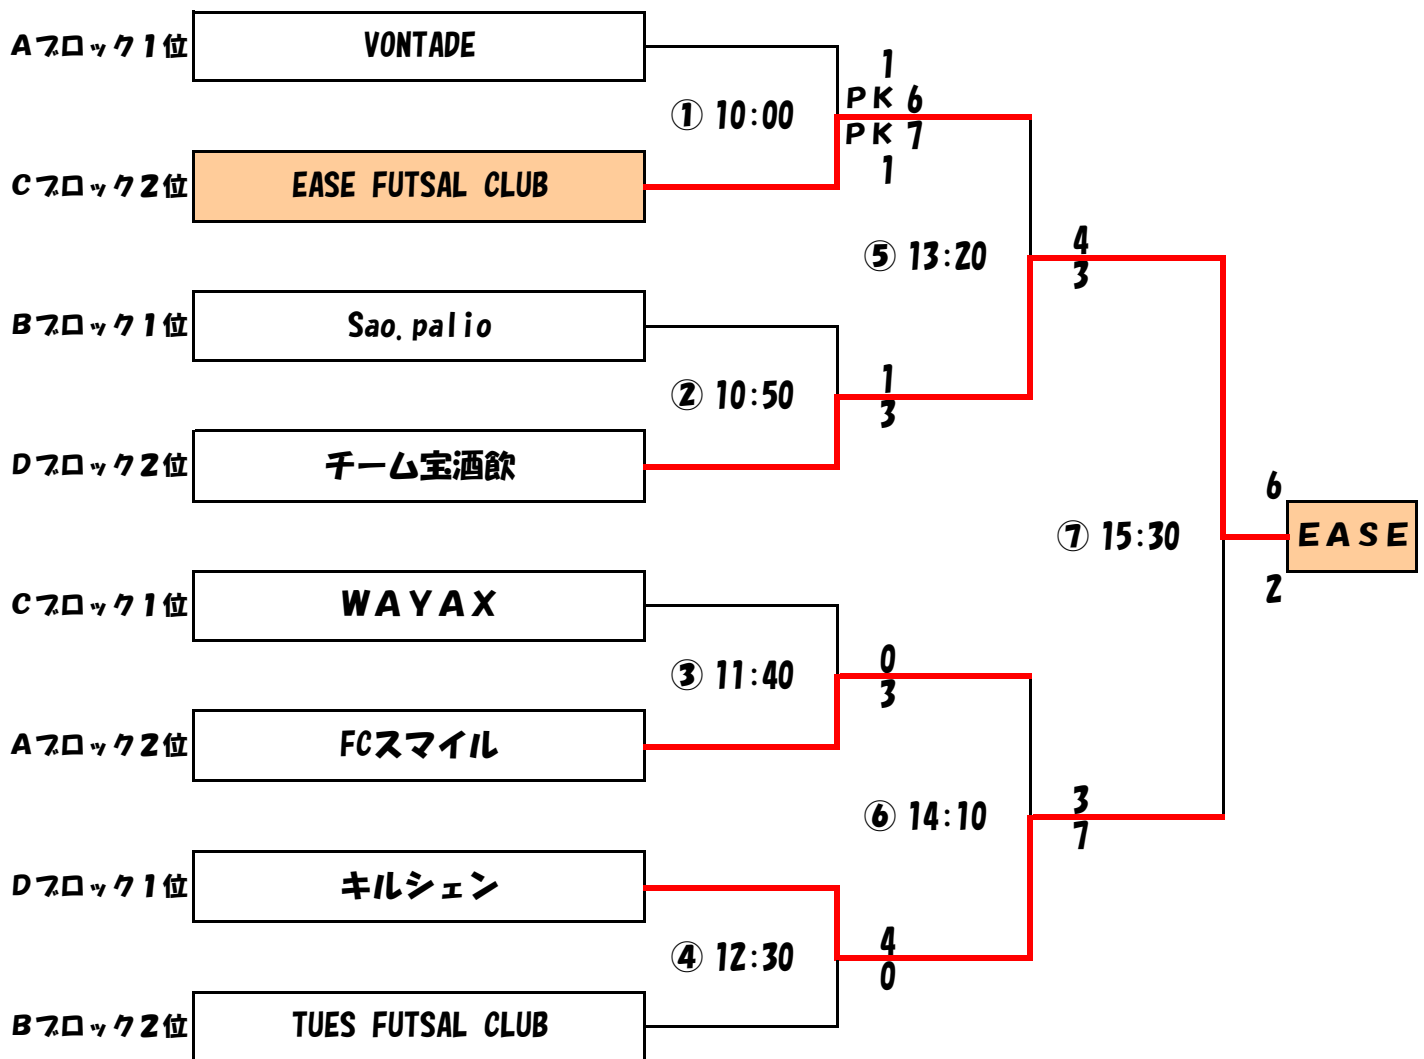 Aブロック1位 VONTADE
1
① 10:00 PK 6
PK 7
1
Cブロック2位 EASE FUTSAL CLUB
⑤ 13:20 4
3
Bブロック1位 Sao.palio
② 10:50 1
3
Dブロック2位 チーム宝酒飲
6
⑦ 15:30 EASE
2
Cブロック1位 WAYAX
③ 11:40 0
3
Aブロック2位 FCスマイル
⑥ 14:10 3
7
Dブロック1位 キルシェン
④ 12:30 4
0
Bブロック2位 TUES FUTSAL CLUB